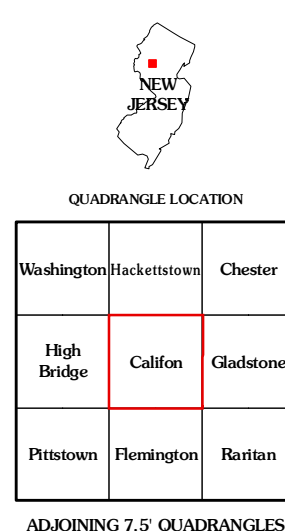 NEW
JERSEY
QUADRANGLE LOCATION
Washington Hackettstown Chester
High
Bridge
Califon Gladstone
Pittstown Flemington Raritan
ADJOINING 7.5' QUADRANGLES